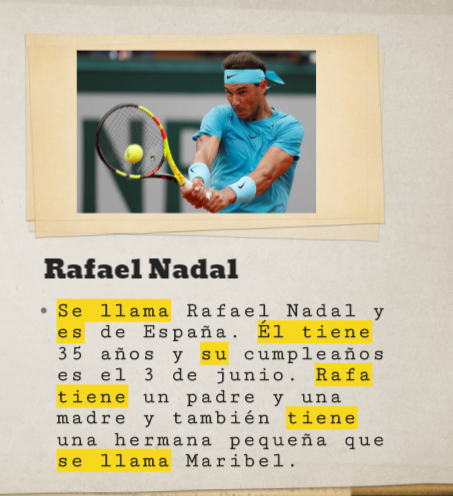 Rafael Nadal
• Se llama Rafael Nadal y
es de España. Él tiene
35 años y su cumpleaños
es el 3 de junio. Rafa
tiene un padre y una
madre y también tiene
una hermana pequeña que
se llama Maribel.